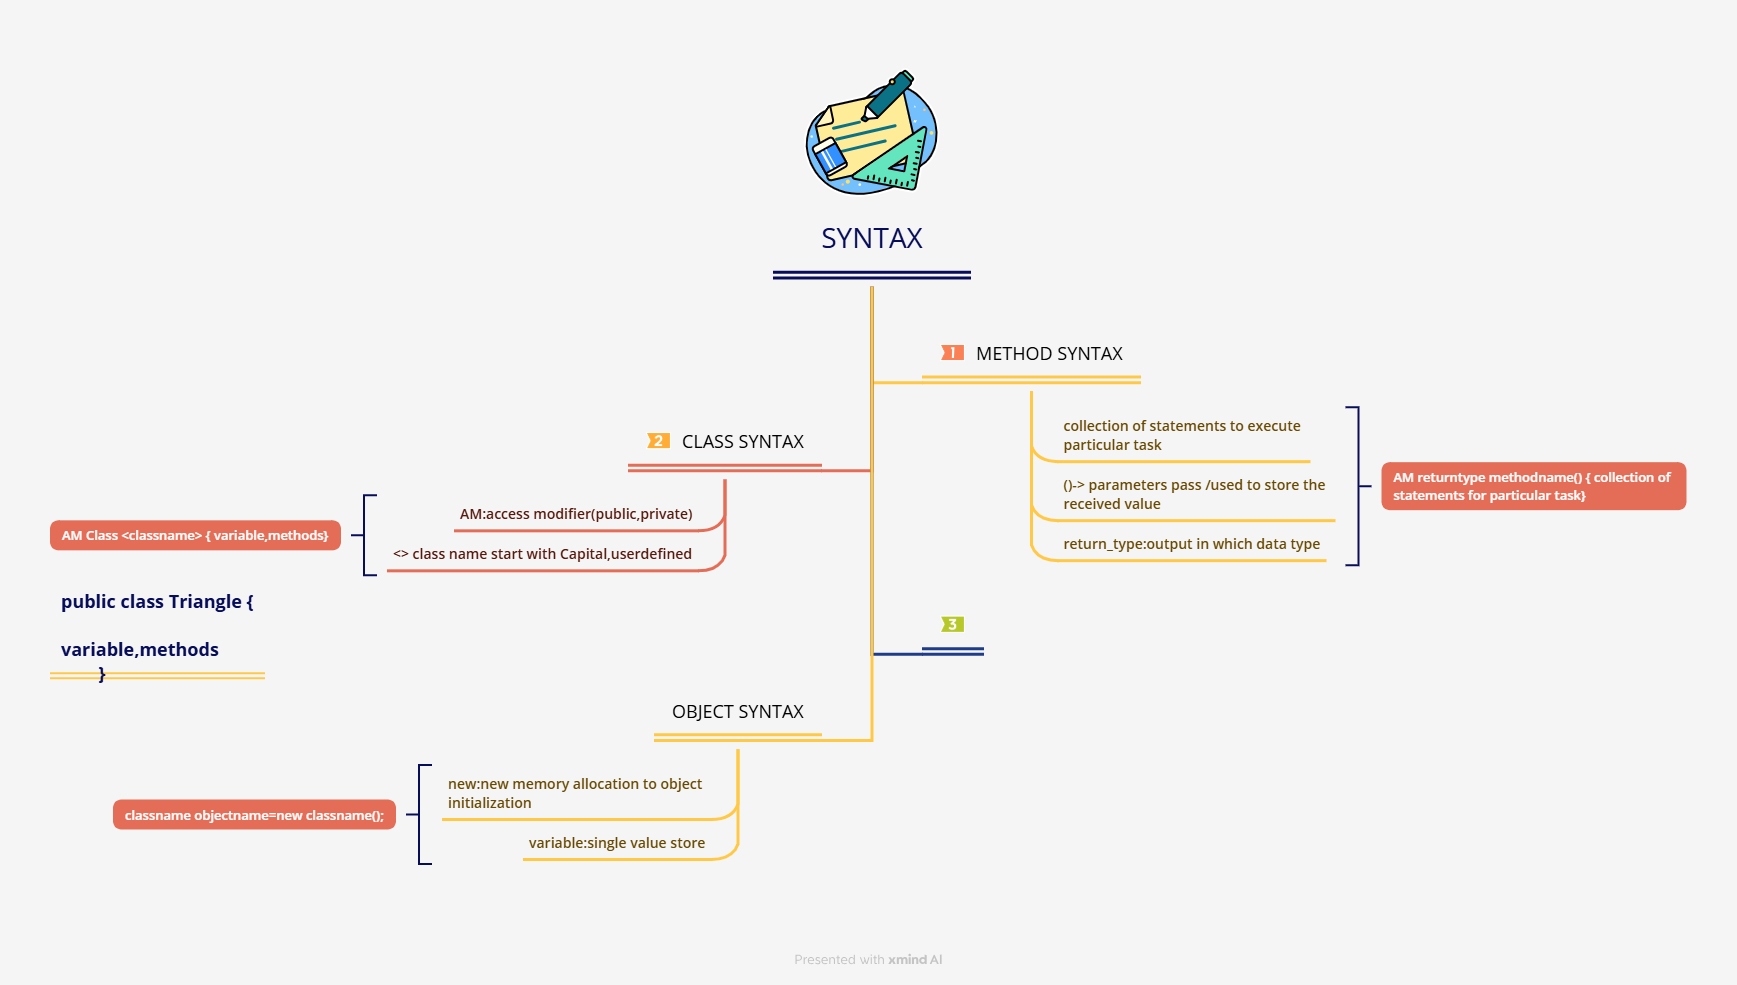 SYNTAX
1 METHOD SYNTAX
collection of statements to execute
particular task
()-> parameters pass /used to store the
received value
return_type:output in which data type
AM returntype methodname() { collection of
statements for particular task}
2 CLASS SYNTAX
AM:access modifier(public,private)
<> class name start with Capital,userdefined
AM Class <classname> { variable,methods}
public class Triangle {
variable,methods
}
3
OBJECT SYNTAX
new:new memory allocation to object
initialization
variable:single value store
classname objectname=new classname();
Presented with xmind AI